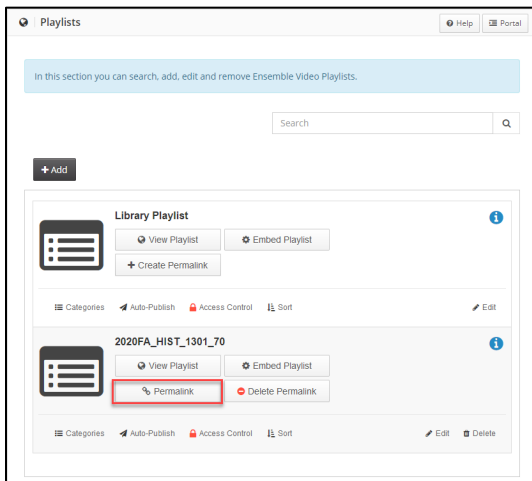 Playlists
Help
Portal
In this section you can search, add, edit and remove Ensemble Video Playlists.
Search
+ Add
Library Playlist
View Playlist
Embed Playlist
+ Create Permalink
Categories
Auto-Publish
Access Control
Sort
Edit
2020FA_HIST_1301_70
View Playlist
Embed Playlist
Permalink
Delete Permalink
Categories
Auto-Publish
Access Control
Sort
Edit
Delete